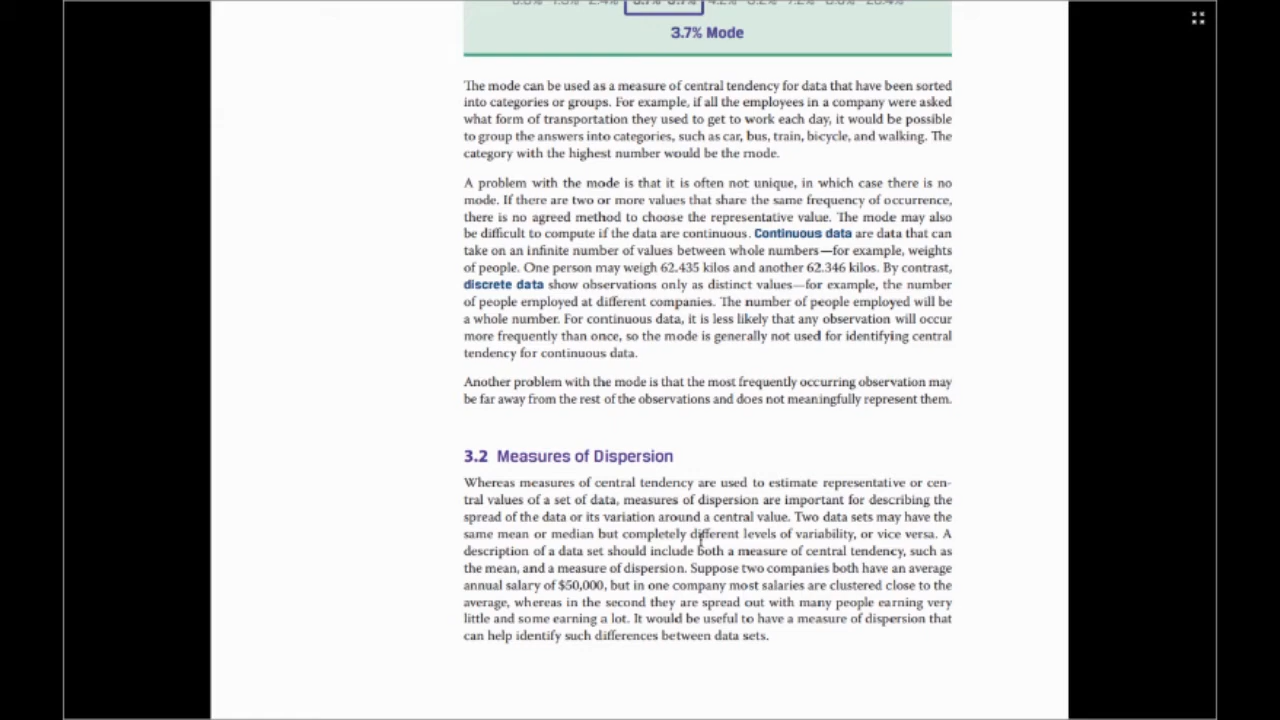 3.7% Mode
The mode can be used as a measure of central tendency for data that have been sorted
into categories or groups. For example, if all the employees in a company were asked
what form of transportation they used to get to work each day, it would be possible
to group the answers into categories, such as car, bus, train, bicycle, and walking. The
category with the highest number would be the mode.
A problem with the mode is that it is often not unique, in which case there is no
mode. If there are two or more values that share the same frequency of occurrence,
there is no agreed method to choose the representative value. The mode may also
be difficult to compute if the data are continuous. Continuous data are data that can
take on an infinite number of values between whole numbers—for example, weights
of people. One person may weigh 62.435 kilos and another 62.346 kilos. By contrast,
discrete data show observations only as distinct values—for example, the number
of people employed at different companies. The number of people employed will be
a whole number. For continuous data, it is less likely that any observation will occur
more frequently than once, so the mode is generally not used for identifying central
tendency for continuous data.
Another problem with the mode is that the most frequently occurring observation may
be far away from the rest of the observations and does not meaningfully represent them.
3.2 Measures of Dispersion
Whereas measures of central tendency are used to estimate representative or cen-
tral values of a set of data, measures of dispersion are important for describing the
spread of the data or its variation around a central value. Two data sets may have the
same mean or median but completely different levels of variability, or vice versa. A
description of a data set should include both a measure of central tendency, such as
the mean, and a measure of dispersion. Suppose two companies both have an average
annual salary of $50,000, but in one company most salaries are clustered close to the
average, whereas in the second they are spread out with many people earning very
little and some earning a lot. It would be useful to have a measure of dispersion that
can help identify such differences between data sets.